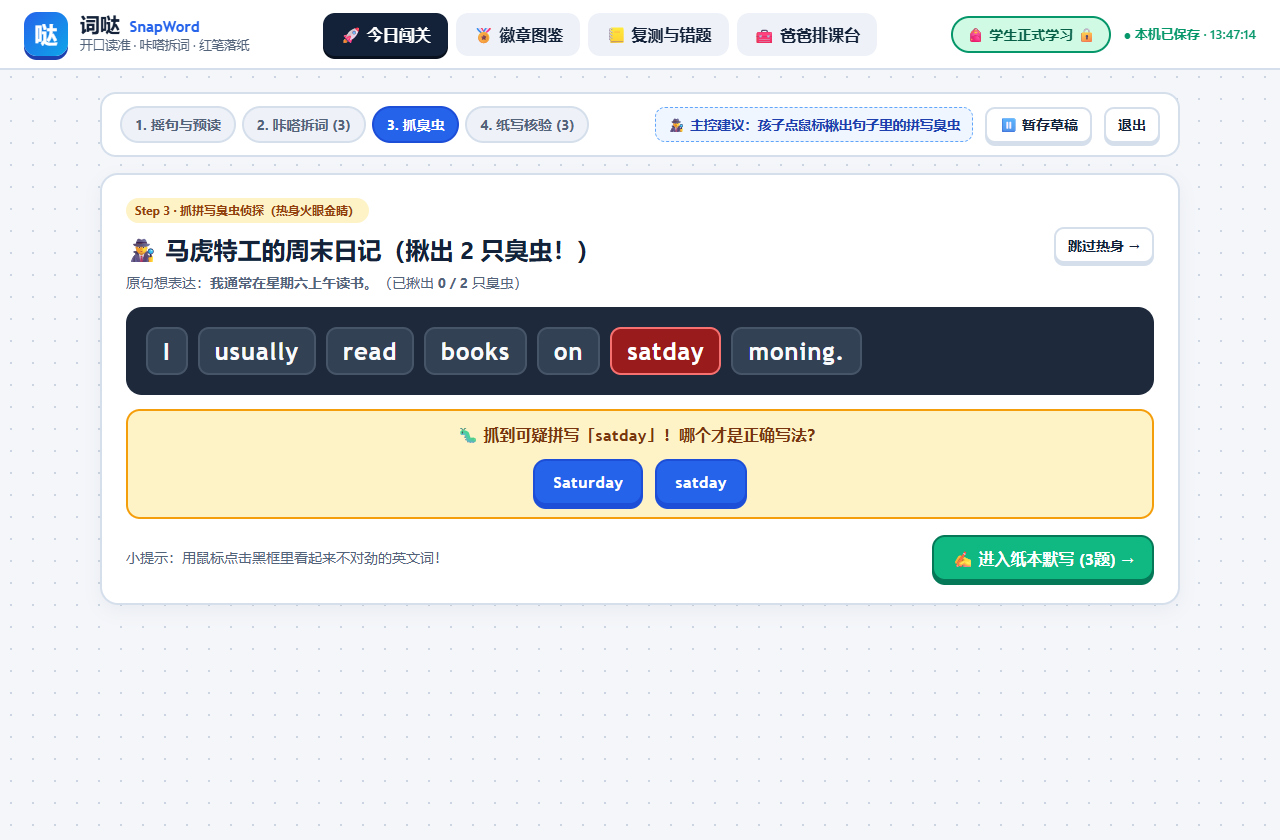 哒
词哒 SnapWord
开口读准 · 咔嗒拆词 · 红笔落纸
🚀 今日闯关
🏅 徽章图鉴
📒 复测与错题
🧰 爸爸排课台
🎒 学生正式学习 🔒
● 本机已保存 · 13:47:14
1. 摇句与预读
2. 咔嗒拆词 (3)
3. 抓臭虫
4. 纸写核验 (3)
🕵️ 主控建议：孩子点鼠标揪出句子里的拼写臭虫
⏸️ 暂存草稿
退出
Step 3 · 抓拼写臭虫侦探（热身火眼金睛）
🕵️ 马虎特工的周末日记（揪出 2 只臭虫！）
跳过热身 →
原句想表达：我通常在星期六上午读书。（已揪出 0 / 2 只臭虫）
I usually read books on satday moning.
🐛 抓到可疑拼写「satday」！哪个才是正确写法？
Saturday
satday
小提示：用鼠标点击黑框里看起来不对劲的英文词！
✍️ 进入纸本默写 (3题) →